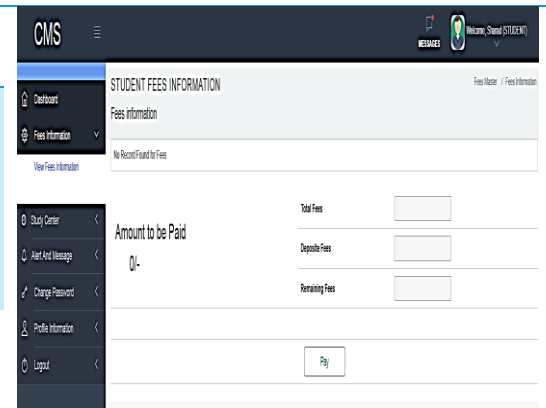 CMS
MESSAGES
Welcome, Sharad (STUDENT)
STUDENT FEES INFORMATION
Fees Master / Fees Information
Fees information
Dashboard
Fees Information
View Fees Information
No Record Found for Fees
Study Center
Alert And Message
Change Password
Profile Information
Logout
Amount to be Paid
0/-
Total Fees
Deposite Fees
Remaining Fees
Pay